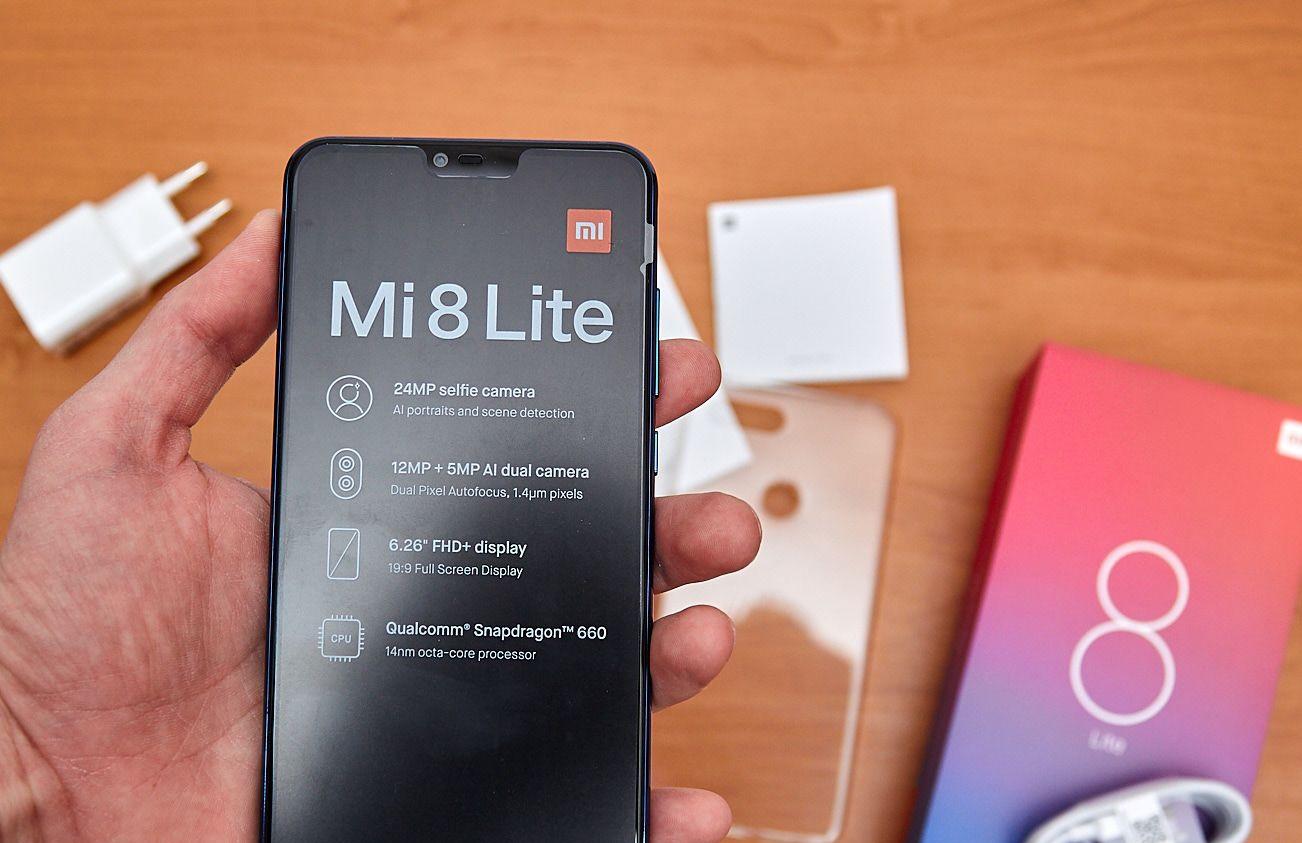 mi
Mi 8 Lite
24MP selfie camera
AI portraits and scene detection
12MP + 5MP AI dual camera
Dual Pixel Autofocus, 1.4μm pixels
6.26" FHD+ display
19:9 Full Screen Display
CPU
Qualcomm® Snapdragon™ 660
14nm octa-core processor
mi
8
Lite